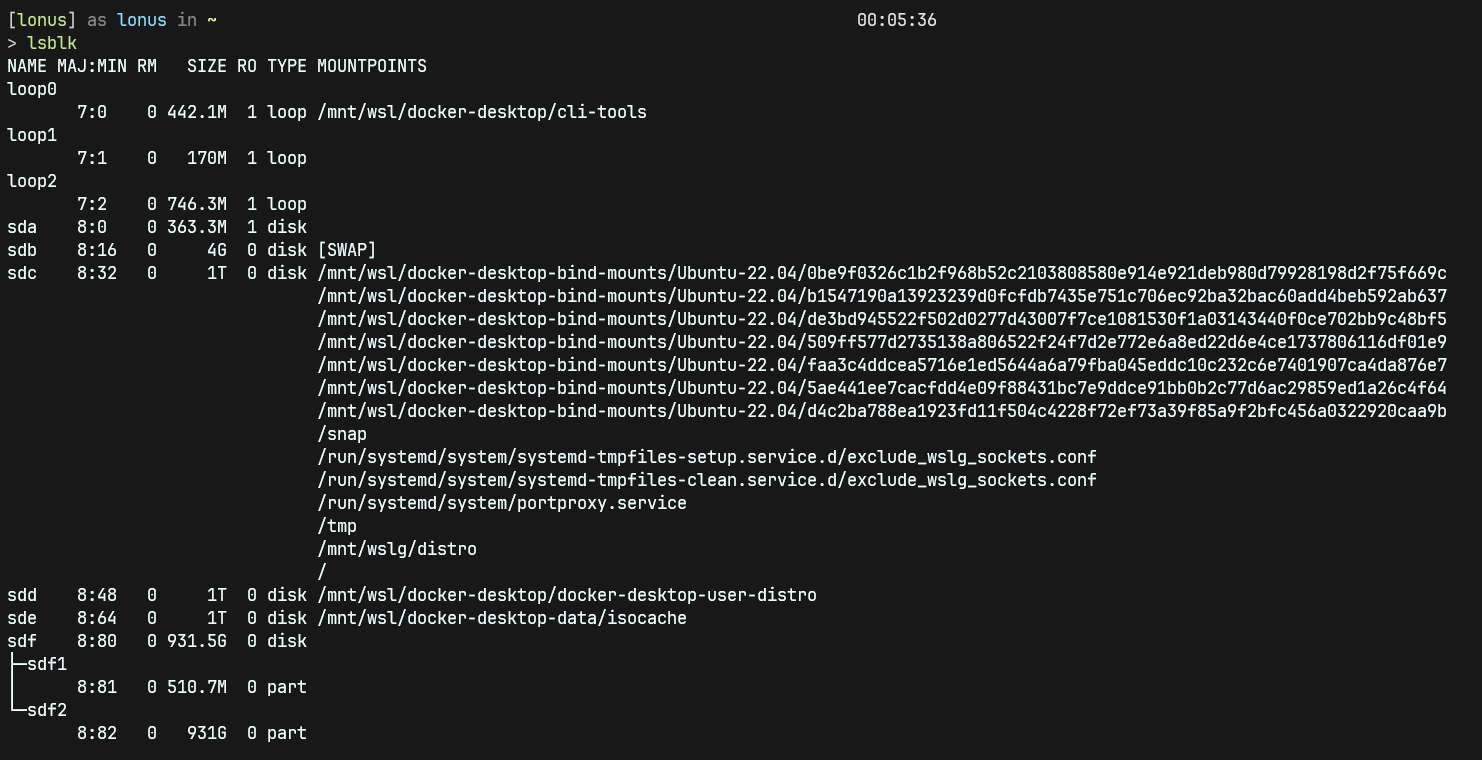 [lonus] as lonus in ~ 00:05:36
> lsblk
NAME MAJ:MIN RM   SIZE RO TYPE MOUNTPOINTS
loop0
       7:0    0 442.1M  1 loop /mnt/wsl/docker-desktop/cli-tools
loop1
       7:1    0   170M  1 loop
loop2
       7:2    0 746.3M  1 loop
sda    8:0    0 363.3M  1 disk
sdb    8:16   0     4G  0 disk [SWAP]
sdc    8:32   0     1T  0 disk /mnt/wsl/docker-desktop-bind-mounts/Ubuntu-22.04/0be9f0326c1b2f968b52c2103808580e914e921deb980d79928198d2f75f669c
                               /mnt/wsl/docker-desktop-bind-mounts/Ubuntu-22.04/b1547190a13923239d0fcfdb7435e751c706ec92ba32bac60add4beb592ab637
                               /mnt/wsl/docker-desktop-bind-mounts/Ubuntu-22.04/de3bd945522f502d0277d43007f7ce1081530f1a03143440f0ce702bb9c48bf5
                               /mnt/wsl/docker-desktop-bind-mounts/Ubuntu-22.04/509ff577d2735138a806522f24f7d2e772e6a8ed22d6e4ce1737806116df01e9
                               /mnt/wsl/docker-desktop-bind-mounts/Ubuntu-22.04/faa3c4ddcea5716e1ed5644a6a79fba045eddc10c232c6e7401907ca4da876e7
                               /mnt/wsl/docker-desktop-bind-mounts/Ubuntu-22.04/5ae441ee7cacfdd4e09f88431bc7e9ddce91bb0b2c77d6ac29859ed1a26c4f64
                               /mnt/wsl/docker-desktop-bind-mounts/Ubuntu-22.04/d4c2ba788ea1923fd11f504c4228f72ef73a39f85a9f2bfc456a0322920caa9b
                               /snap
                               /run/systemd/system/systemd-tmpfiles-setup.service.d/exclude_wslg_sockets.conf
                               /run/systemd/system/systemd-tmpfiles-clean.service.d/exclude_wslg_sockets.conf
                               /run/systemd/system/portproxy.service
                               /tmp
                               /mnt/wslg/distro
                               /
sdd    8:48   0     1T  0 disk /mnt/wsl/docker-desktop/docker-desktop-user-distro
sde    8:64   0     1T  0 disk /mnt/wsl/docker-desktop-data/isocache
sdf    8:80   0 931.5G  0 disk
├─sdf1
│      8:81   0 510.7M  0 part
└─sdf2
       8:82   0   931G  0 part